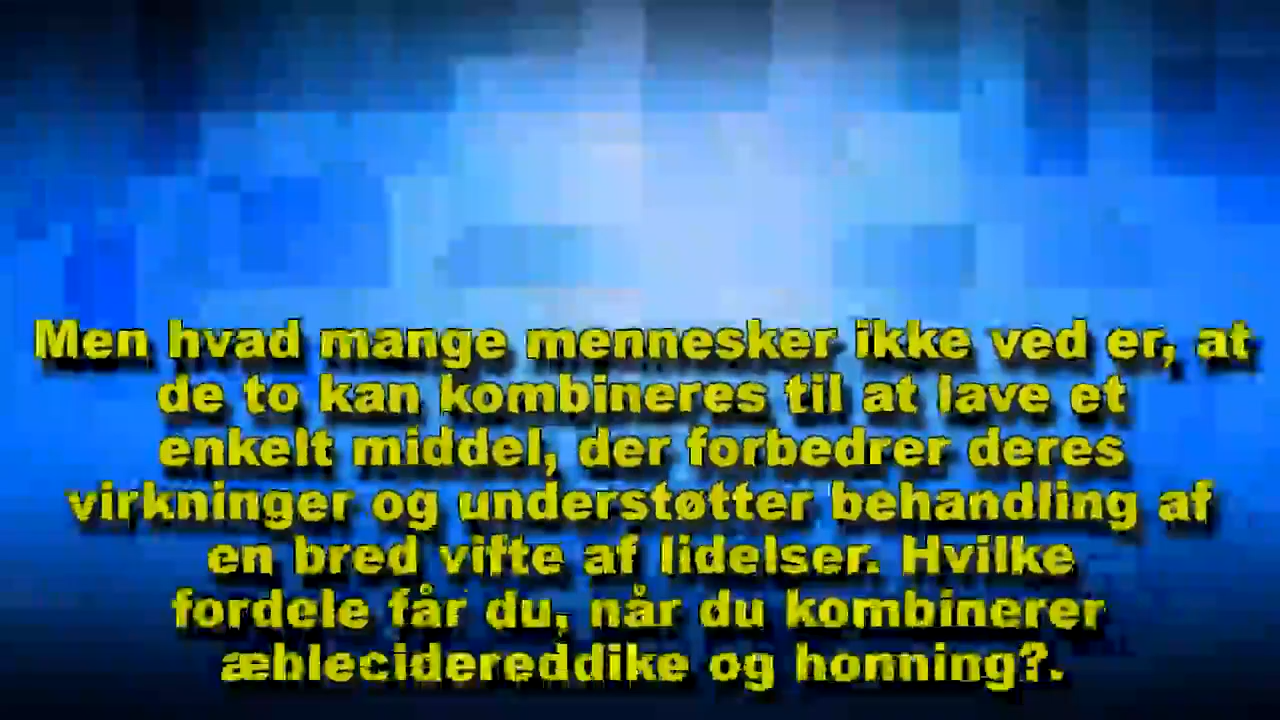 Men hvad mange mennesker ikke ved er, at
de to kan kombineres til at lave et
enkelt middel, der forbedrer deres
virkninger og understøtter behandling af
en bred vifte af lidelser. Hvilke
fordele får du, når du kombinerer
æblecidereddike og honning?.